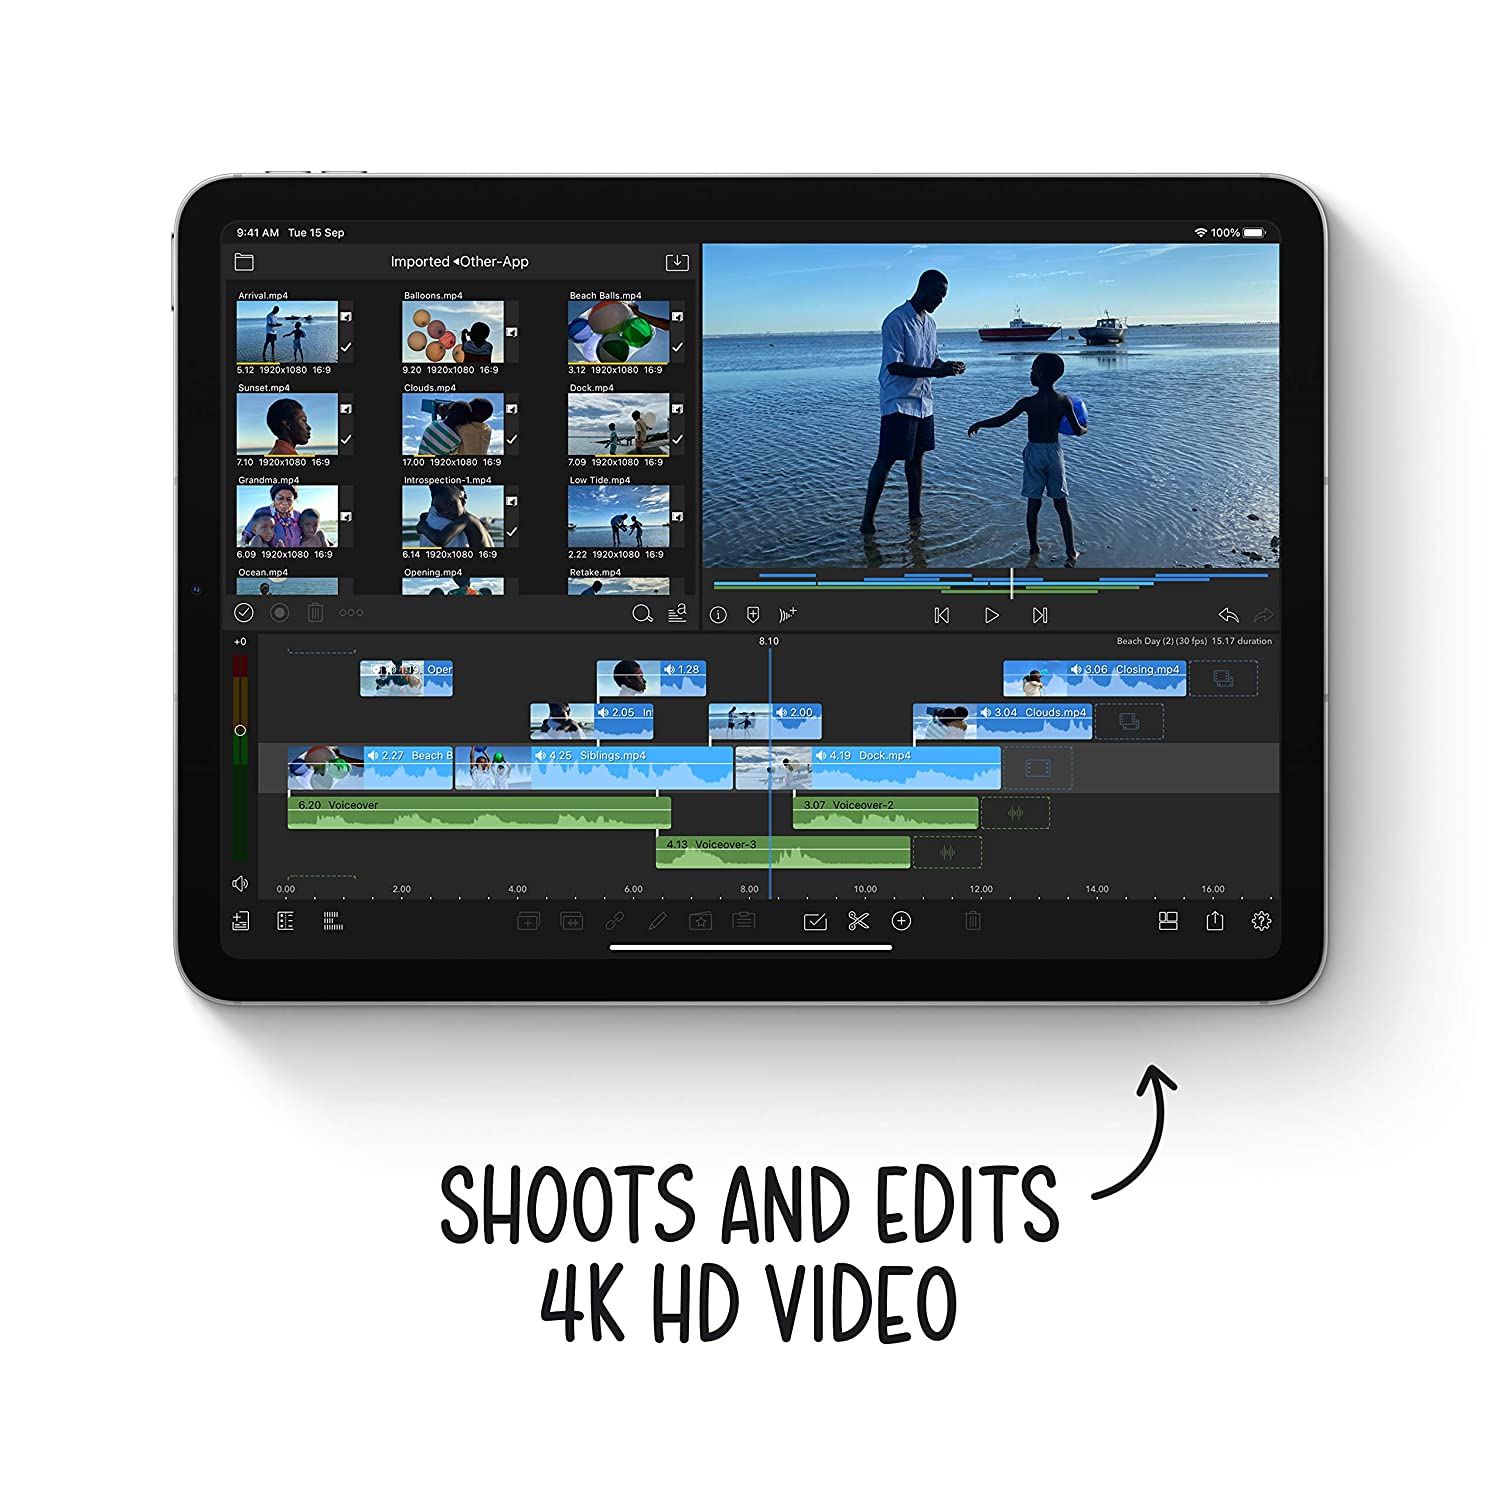 9:41 AM Tue 15 Sep
100%
Imported ◂Other-App
Arrival.mp4
Balloons.mp4
Beach Balls.mp4
5.12 1920x1080 16:9
9.20 1920x1080 16:9
3.12 1920x1080 16:9
Sunset.mp4
Clouds.mp4
Dock.mp4
7.10 1920x1080 16:9
17.00 1920x1080 16:9
7.09 1920x1080 16:9
Grandma.mp4
Introspection-1.mp4
Low Tide.mp4
6.09 1920x1080 16:9
6.14 1920x1080 16:9
2.22 1920x1080 16:9
Ocean.mp4
Opening.mp4
Retake.mp4
+0
8.10
Beach Day (2) (30 fps) 15.17 duration
Oper
1.28
3.06 Closing.mp4
2.05 In
2.00
3.04 Clouds.mp4
2.27 Beach B
4.25 Siblings.mp4
4.19 Dock.mp4
6.20 Voiceover
3.07 Voiceover-2
4.13 Voiceover-3
0.00 2.00 4.00 6.00 8.00 10.00 12.00 14.00 16.00
SHOOTS AND EDITS
4K HD VIDEO